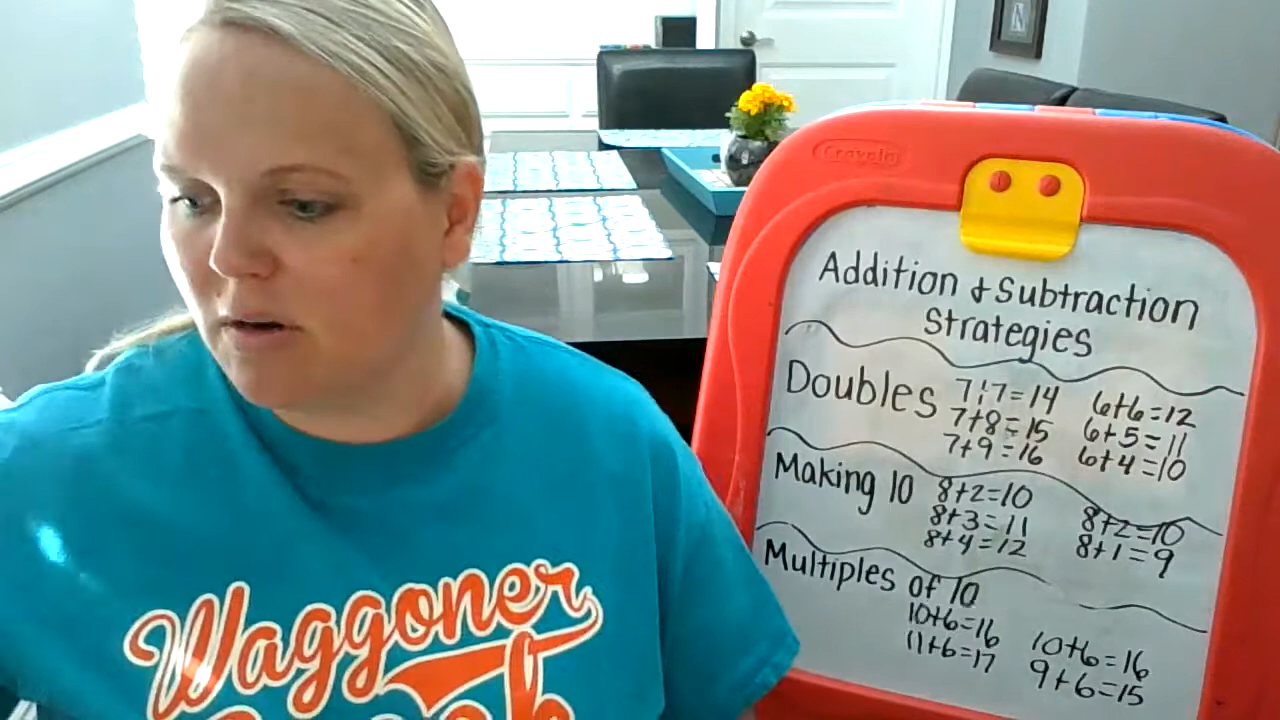 Crayola
N
Addition & Subtraction
Strategies
Doubles
7+7=14
7+8=15
7+9=16
6+6=12
6+5=11
6+4=10
Making 10
8+2=10
8+3=11
8+4=12
8+2=10
8+1=9
Multiples of 10
10+6=16
11+6=17
10+6=16
9+6=15
Waggoner